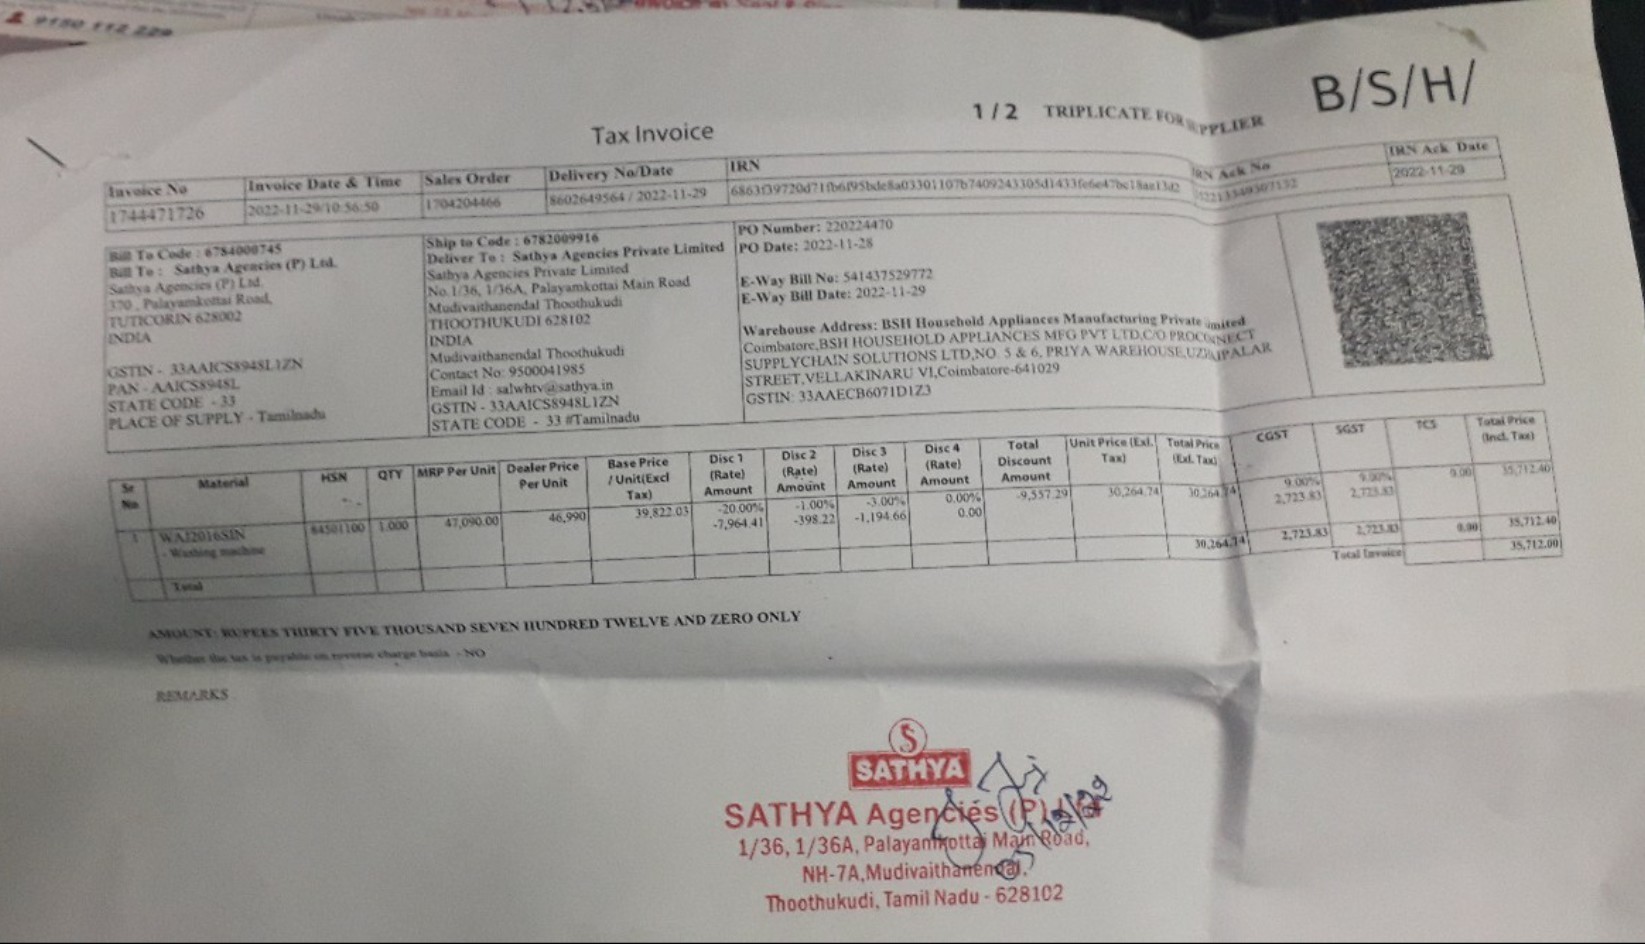 9150 112 229
B/S/H/
1 / 2 TRIPLICATE FOR SUPPLIER
Tax Invoice
Invoice No Invoice Date & Time Sales Order Delivery No/Date IRN IRN Ack No IRN Ack Date
1744471726 2022-11-29/10:56:50 1704204466 8602649564 / 2022-11-29 2022-11-29
Bill To Code : 6784000745
Bill To : Sathya Agencies (P) Ltd.
Sathya Agencies (P) Ltd.
370 , Palayamkottai Road,
TUTICORIN 628002
INDIA
GSTIN - 33AAICS8948L1ZN
PAN - AAICS8948L
STATE CODE - 33
PLACE OF SUPPLY - Tamilnadu
Ship to Code : 6782009916
Deliver To : Sathya Agencies Private Limited
Sathya Agencies Private Limited
No.1/36, 1/36A, Palayamkottai Main Road
Mudivaithanendal Thoothukudi
THOOTHUKUDI 628102
INDIA
Mudivaithanendal Thoothukudi
Contact No: 9500041985
Email Id : salwhtv@sathya.in
GSTIN - 33AAICS8948L1ZN
STATE CODE - 33 #Tamilnadu
PO Number: 220224470
PO Date: 2022-11-28
E-Way Bill No: 541437529772
E-Way Bill Date: 2022-11-29
Warehouse Address: BSH Household Appliances Manufacturing Private imited
Coimbatore,BSH HOUSEHOLD APPLIANCES MFG PVT LTD,C/O PROCONNECT
SUPPLYCHAIN SOLUTIONS LTD,NO. 5 & 6, PRIYA WAREHOUSE,
STREET,VELLAKINARU VI,Coimbatore-641029
GSTIN: 33AAECB6071D1Z3
Sr No Material HSN QTY MRP Per Unit Dealer Price Per Unit Base Price / Unit(Excl Tax) Disc 1 (Rate) Amount Disc 2 (Rate) Amount Disc 3 (Rate) Amount Disc 4 (Rate) Amount Total Discount Amount Unit Price (Exl. Tax) Total Price (Exl. Tax) CGST SGST TCS Total Price (Incl. Tax)
1 WAJ2016SIN 84501100 1.000 47,090.00 46,990 39,822.03 -20.00% -1.00% -3.00% 0.00% -9,557.29 30,264.74 30,264.74 9.00% 9.00% 0.00 35,712.40
- Washing machine -7,964.41 -398.22 -1,194.66 0.00 2,723.83 2,723.83
Total 30,264.74 2,723.83 2,723.83 0.00 35,712.40
Total Invoice 35,712.00
AMOUNT: RUPEES THIRTY FIVE THOUSAND SEVEN HUNDRED TWELVE AND ZERO ONLY
Whether the tax is payable on reverse charge basis - NO
REMARKS
S
SATHYA
SATHYA Agencies (P) Ltd
1/36, 1/36A, Palayamkottai Main Road,
NH-7A,Mudivaithanendal,
Thoothukudi, Tamil Nadu - 628102